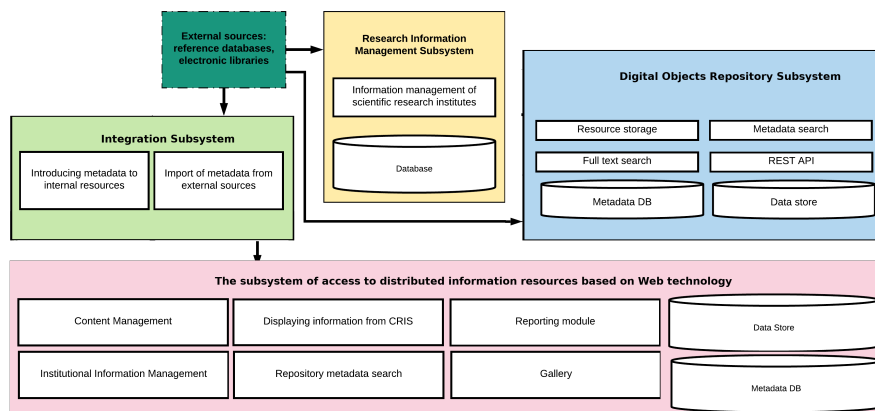 External sources:
reference databases,
electronic libraries
Research Information
Management Subsystem
Information management of
scientific research institutes
Database
Digital Objects Repository Subsystem
Resource storage
Metadata search
Full text search
REST API
Metadata DB
Data store
Integration Subsystem
Introducing metadata to
internal resources
Import of metadata from
external sources
The subsystem of access to distributed information resources based on Web technology
Content Management
Displaying information from CRIS
Reporting module
Data Store
Institutional Information Management
Repository metadata search
Gallery
Metadata DB